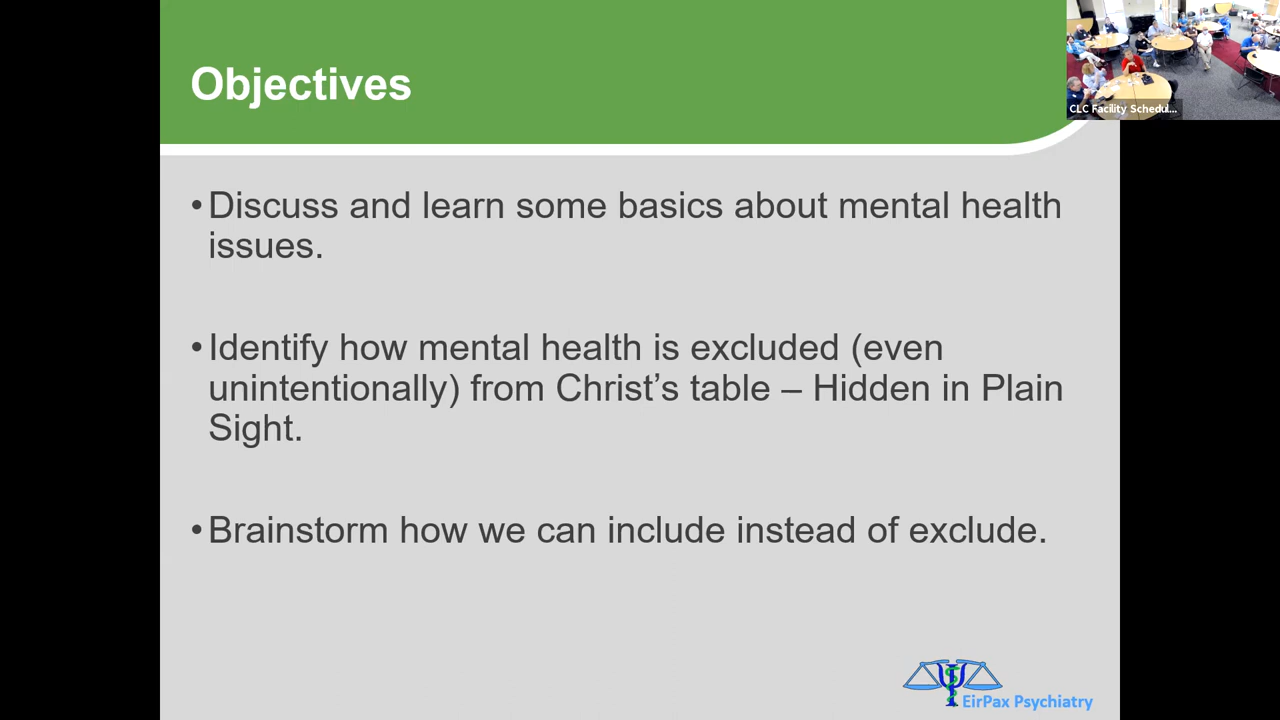 Objectives
CLC Facility Schedul...
•Discuss and learn some basics about mental health
issues.
•Identify how mental health is excluded (even
unintentionally) from Christ’s table – Hidden in Plain
Sight.
•Brainstorm how we can include instead of exclude.
EirPax Psychiatry